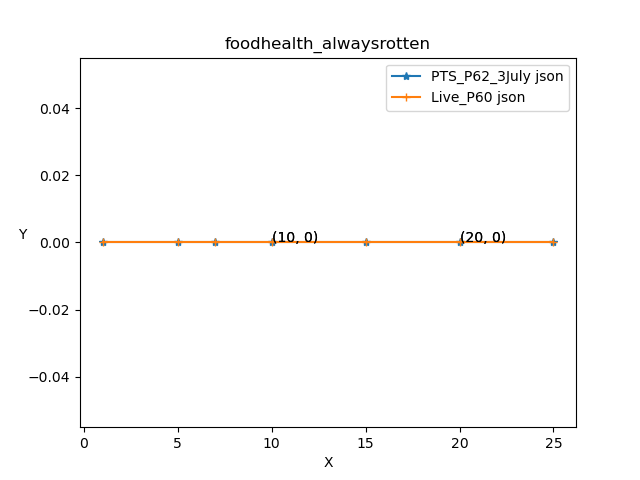 foodhealth_alwaysrotten
PTS_P62_3July json
Live_P60 json
0.04
0.02
Y
0.00
(10, 0)
(20, 0)
−0.02
−0.04
0
5
10
15
20
25
X